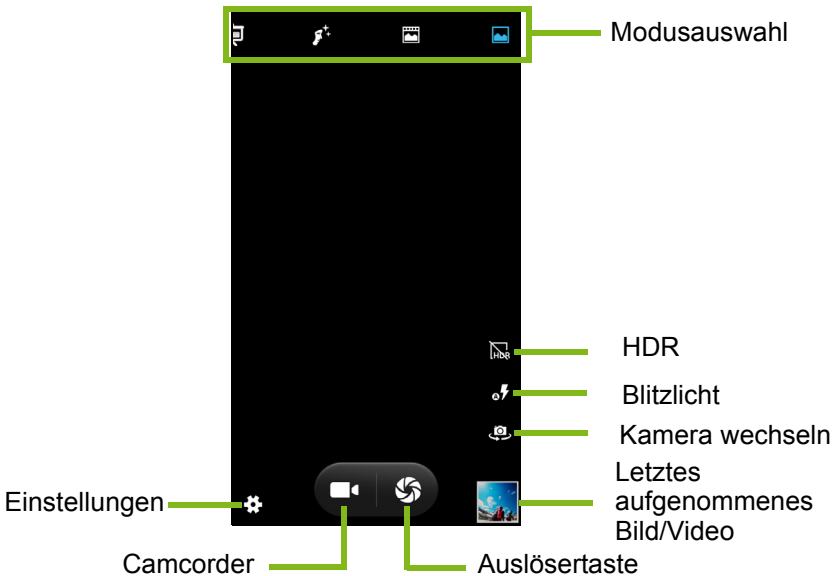 Modusauswahl
HDR
Blitzlicht
Kamera wechseln
Letztes
aufgenommenes
Bild/Video
Einstellungen
Camcorder
Auslösertaste